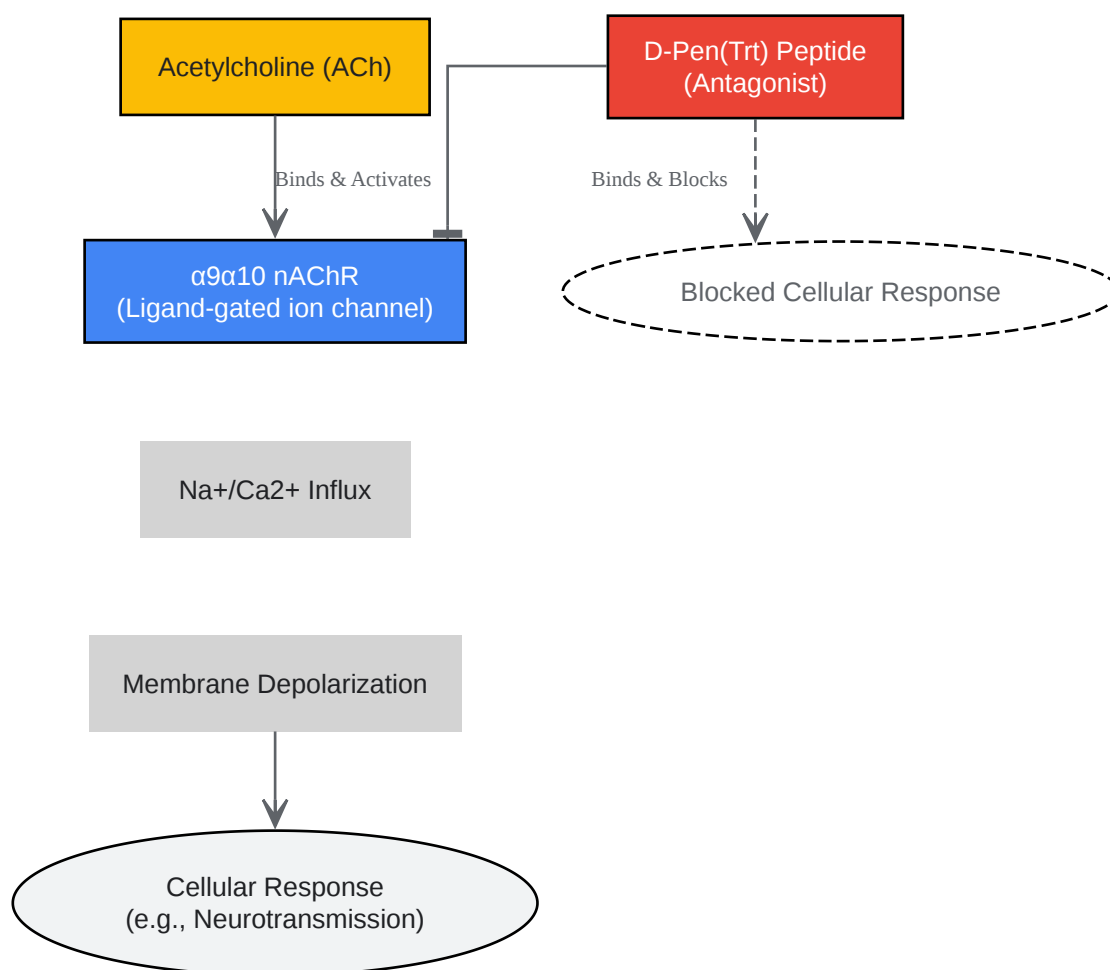 Acetylcholine (ACh)
D-Pen(Trt) Peptide
(Antagonist)
Binds & Activates
Binds & Blocks
α9α10 nAChR
(Ligand-gated ion channel)
Blocked Cellular Response
Na+/Ca2+ Influx
Membrane Depolarization
Cellular Response
(e.g., Neurotransmission)